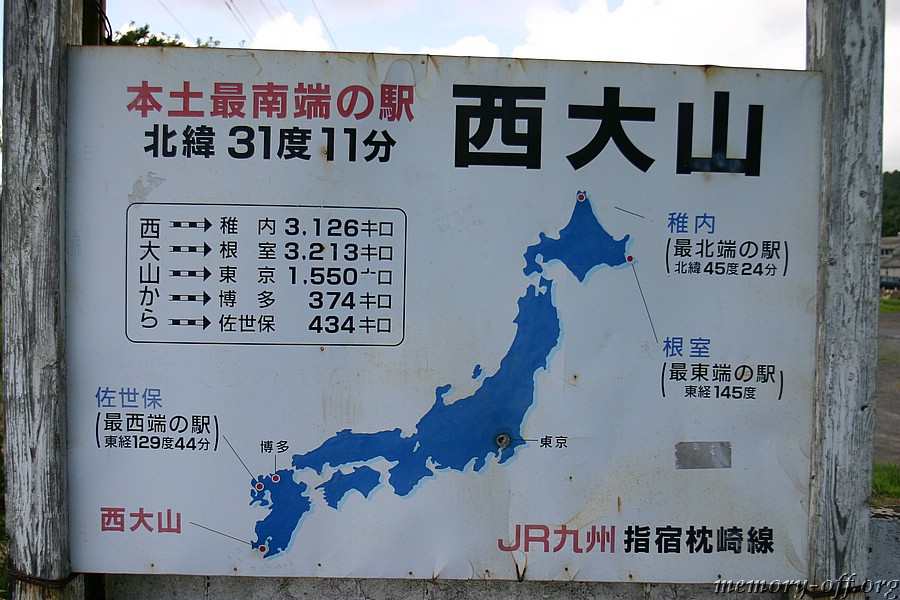 本土最南端の駅
北緯 31度 11分
西大山
西大山から
稚内 3,126キロ
根室 3,213キロ
東京 1,550キロ
博多 374キロ
佐世保 434キロ
稚内
(最北端の駅)
北緯45度24分
根室
(最東端の駅)
東経145度
佐世保
(最西端の駅)
東経129度44分
博多
東京
西大山
JR九州 指宿枕崎線
memory-off.org